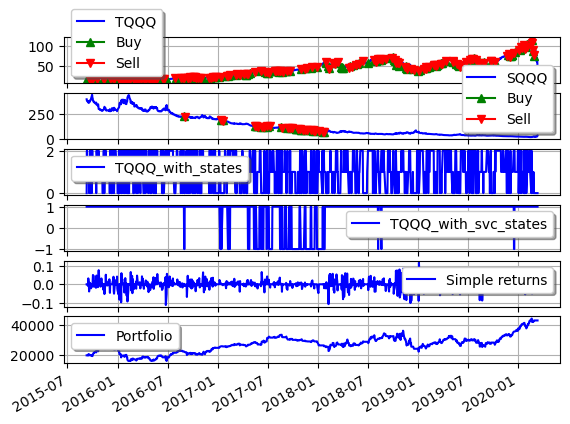 TQQQ
Buy
Sell
100
50
SQQQ
Buy
Sell
250
0
2
TQQQ_with_states
0
1
TQQQ_with_svc_states
−1
0.1
Simple returns
0.0
−0.1
40000
Portfolio
20000
2015-07 2016-01 2016-07 2017-01 2017-07 2018-01 2018-07 2019-01 2019-07 2020-01